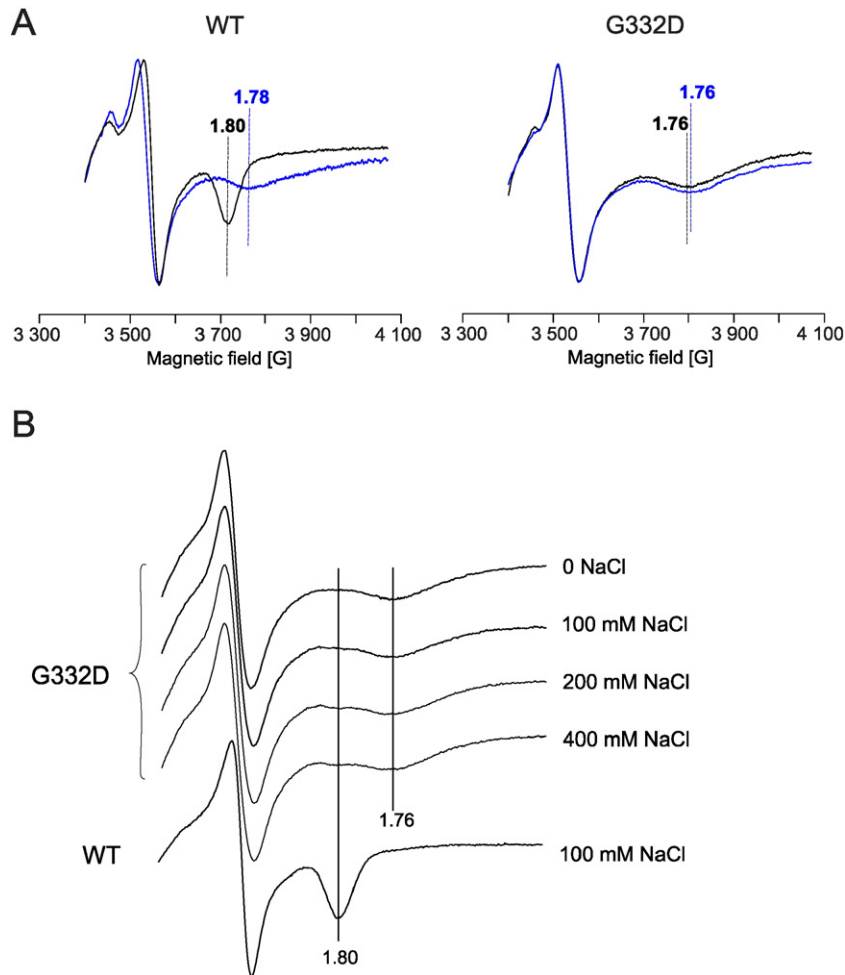 A
WT
G332D
1.78
1.80
1.76
1.76
3 300 3 500 3 700 3 900 4 100
Magnetic field [G]
3 300 3 500 3 700 3 900 4 100
Magnetic field [G]
B
0 NaCl
100 mM NaCl
G332D
200 mM NaCl
400 mM NaCl
1.76
WT
100 mM NaCl
1.80